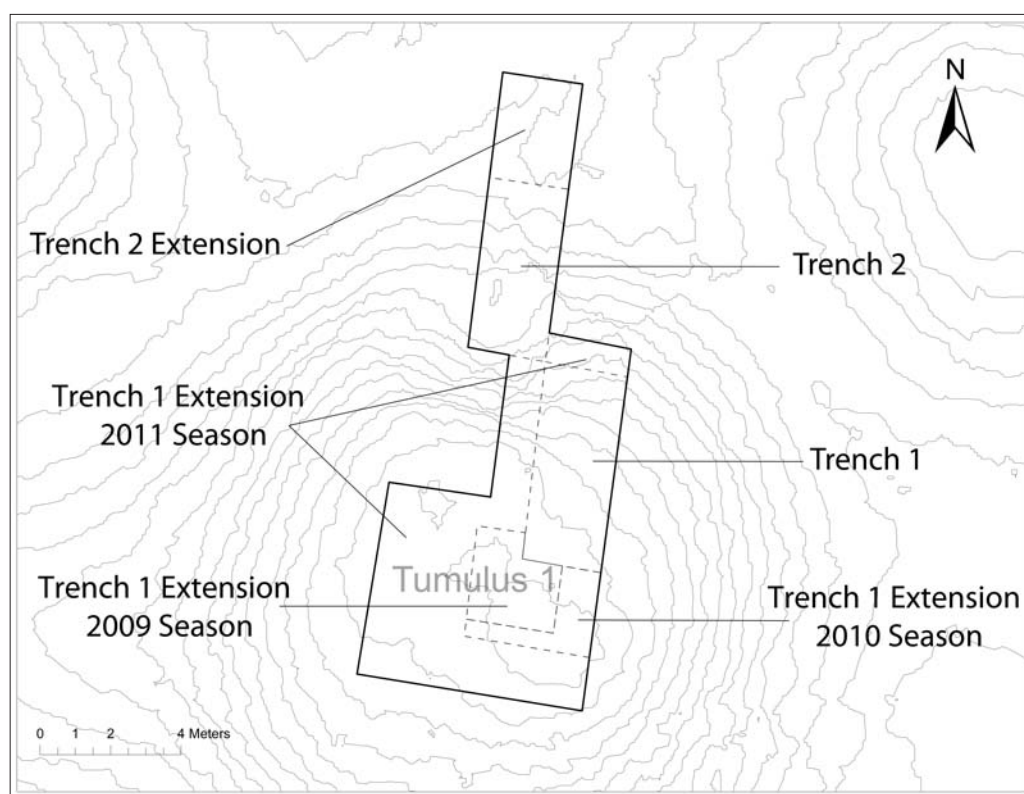 N
Trench 2 Extension
Trench 2
Trench 1 Extension
2011 Season
Trench 1
Tumulus 1
Trench 1 Extension
2009 Season
Trench 1 Extension
2010 Season
0 1 2 4 Meters